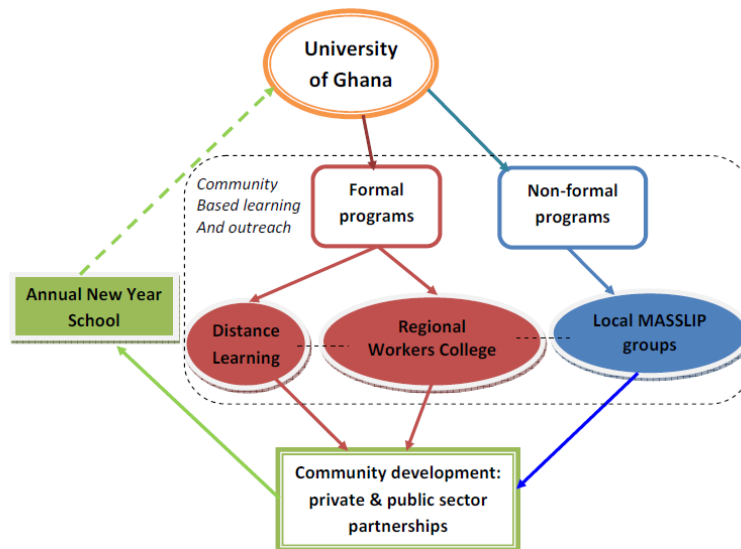 University
of Ghana
Community
Based learning
And outreach
Formal
programs
Non-formal
programs
Annual New Year
School
Distance
Learning
Regional
Workers College
Local MASSLIP
groups
Community development:
private & public sector
partnerships